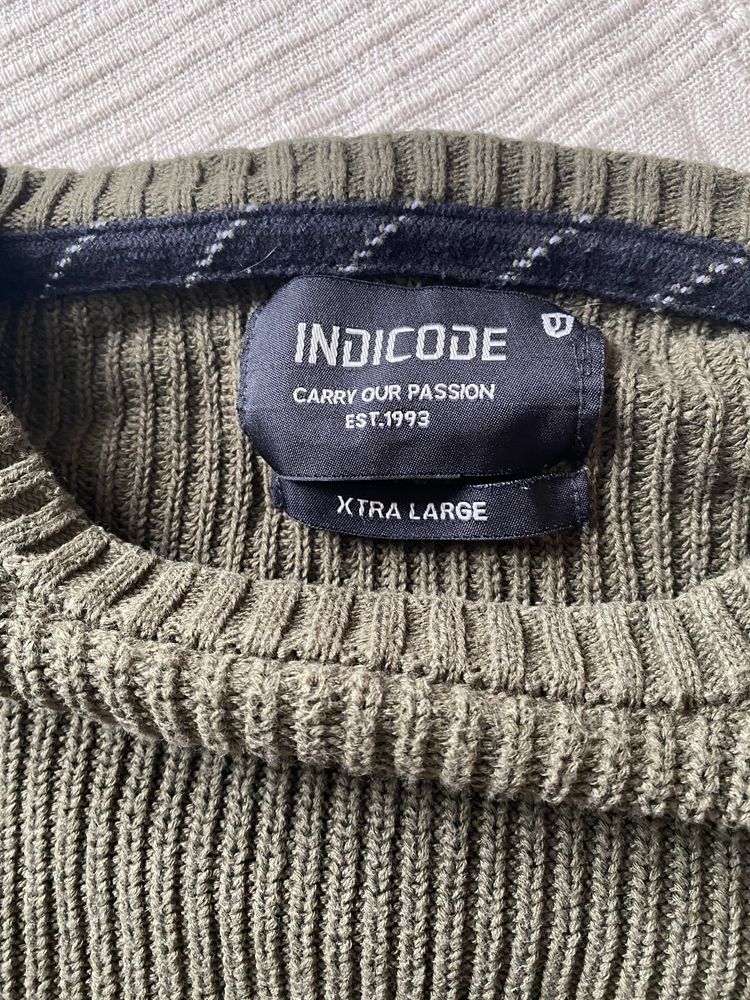 INDICODE
CARRY OUR PASSION
EST.1993
XTRA LARGE